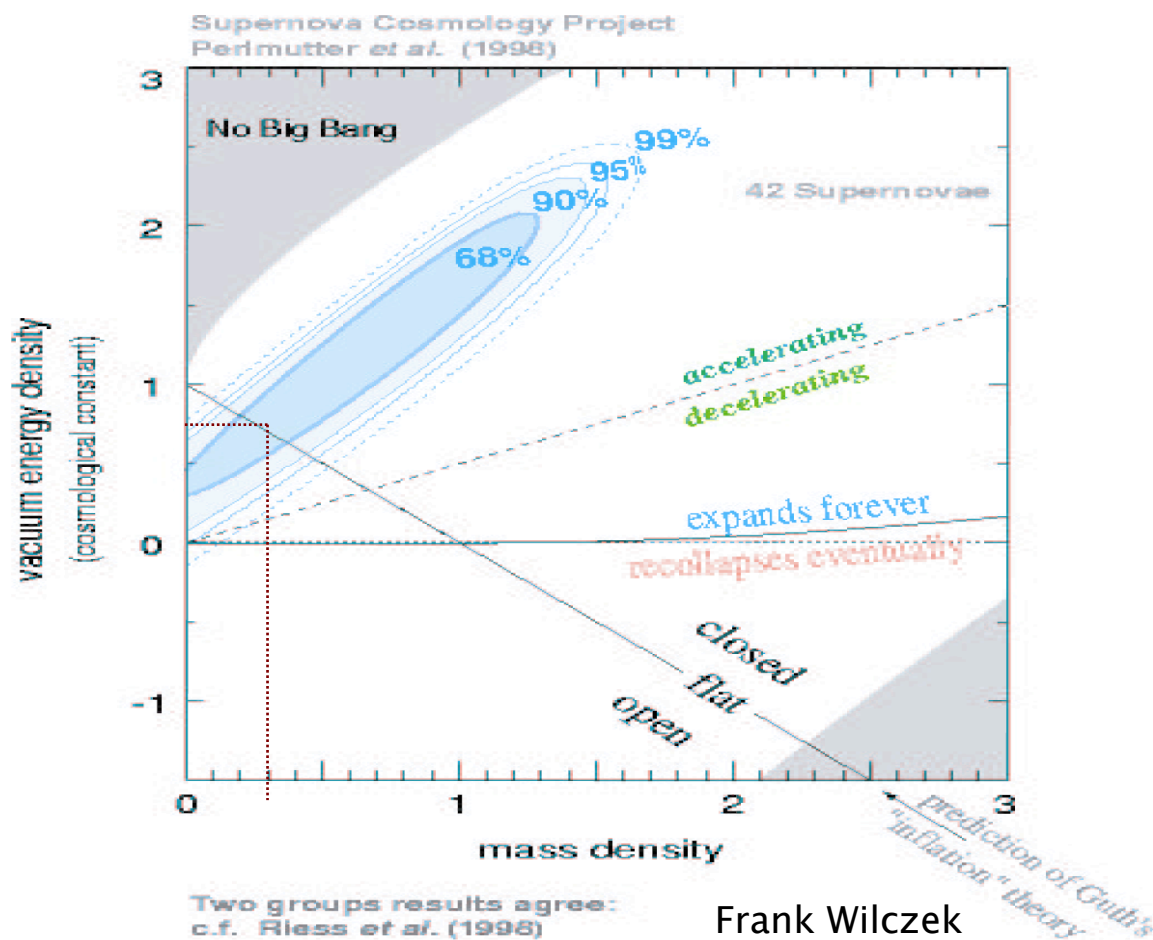 Supernova Cosmology Project
Perlmutter et al. (1998)
3
No Big Bang
99%
95%
90%
42 Supernovae
2
68%
vacuum energy density
(cosmological constant)
accelerating
1
decelerating
expands forever
0
recollapses eventually
closed
flat
-1
open
0
1
2
3
mass density
prediction of Guth's
"inflation" theory
Two groups results agree:
c.f. Riess et al. (1998)
Frank Wilczek